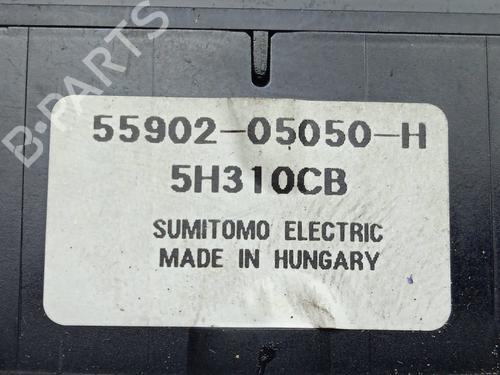 B-PARTS
55902-05050-H
5H310CB
SUMITOMO ELECTRIC
MADE IN HUNGARY